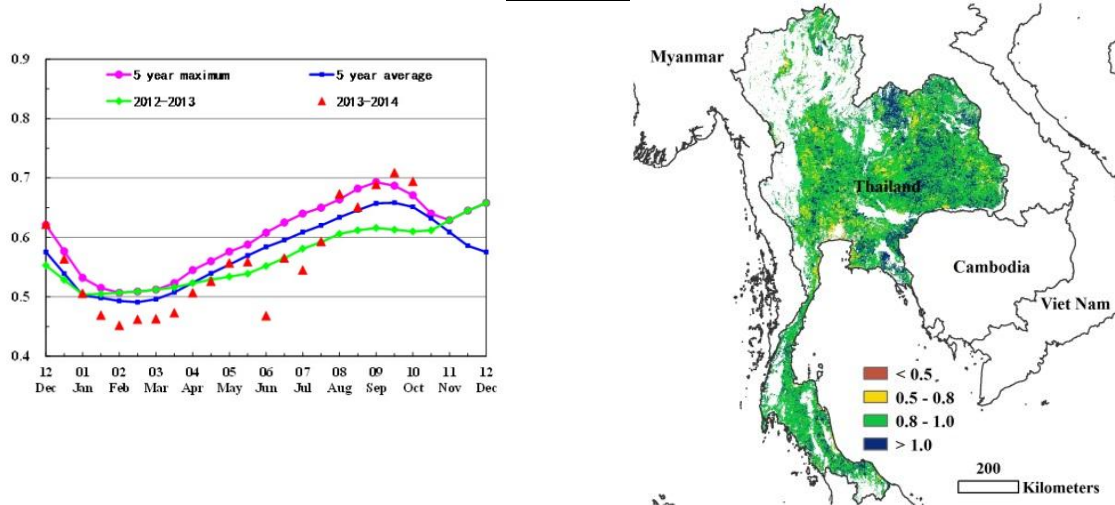 0.9
0.8
0.7
0.6
0.5
0.4
5 year maximum
5 year average
2012-2013
2013-2014
12 01 02 03 04 05 06 07 08 09 10 11 12
Dec Jan Feb Mar Apr May Jun Jul Aug Sep Oct Nov Dec
Myanmar
Thailand
Cambodia
Viet Nam
< 0.5
0.5 - 0.8
0.8 - 1.0
> 1.0
200
Kilometers